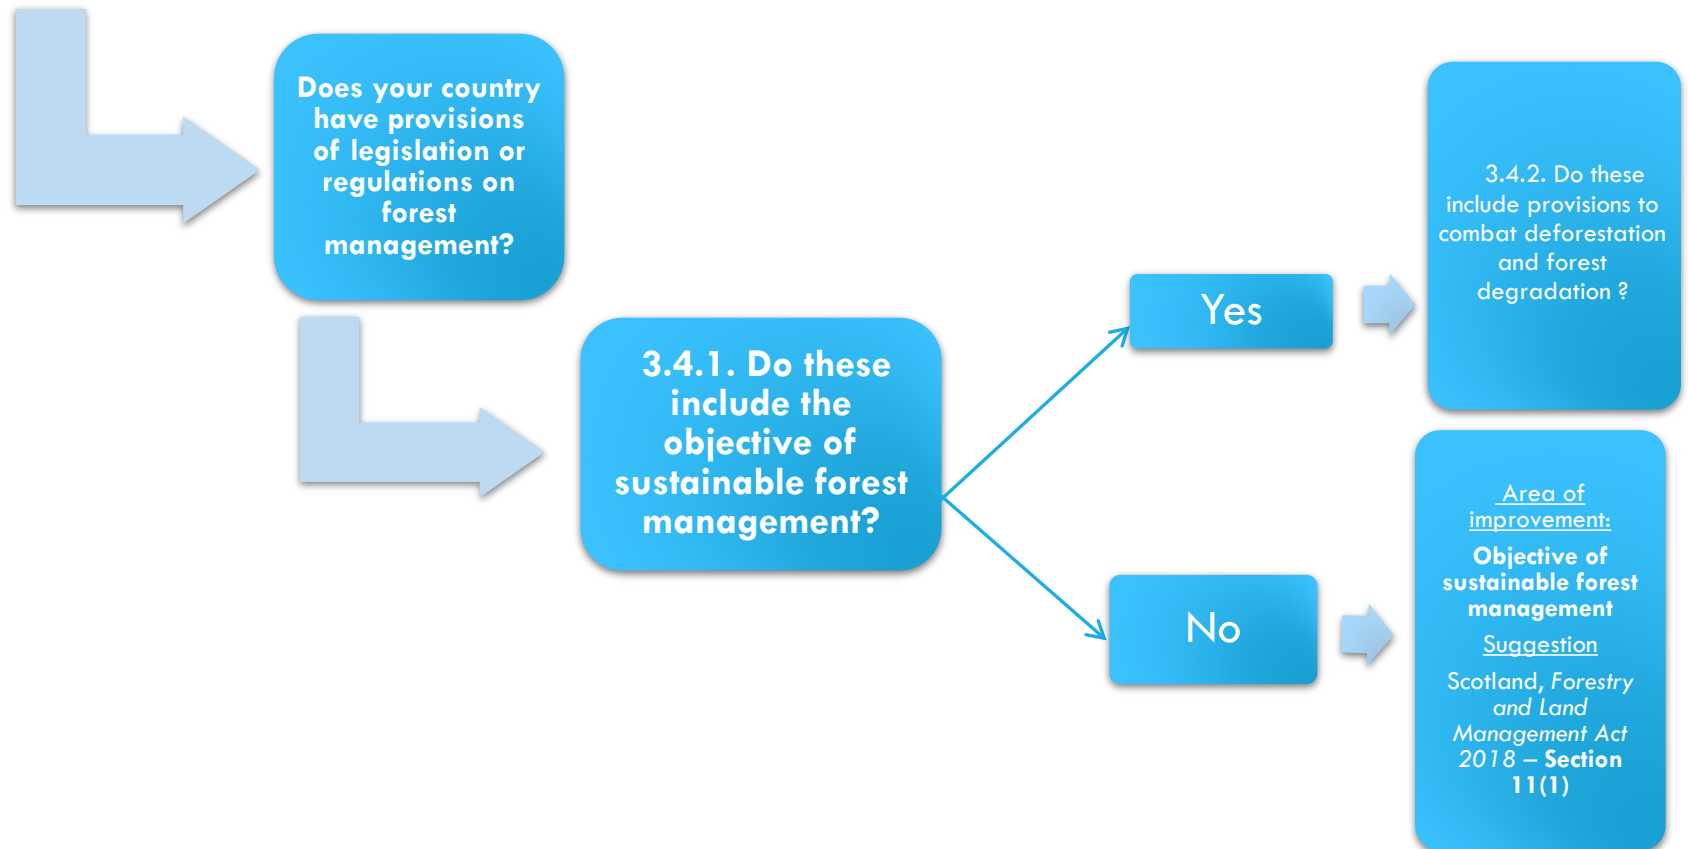 Does your country
have provisions
of legislation or
regulations on
forest
management?
3.4.1. Do these
include the
objective of
sustainable forest
management?
Yes
3.4.2. Do these
include provisions to
combat deforestation
and forest
degradation ?
No
Area of
improvement:
Objective of
sustainable forest
management
Suggestion
Scotland, Forestry
and Land
Management Act
2018 – Section
11(1)